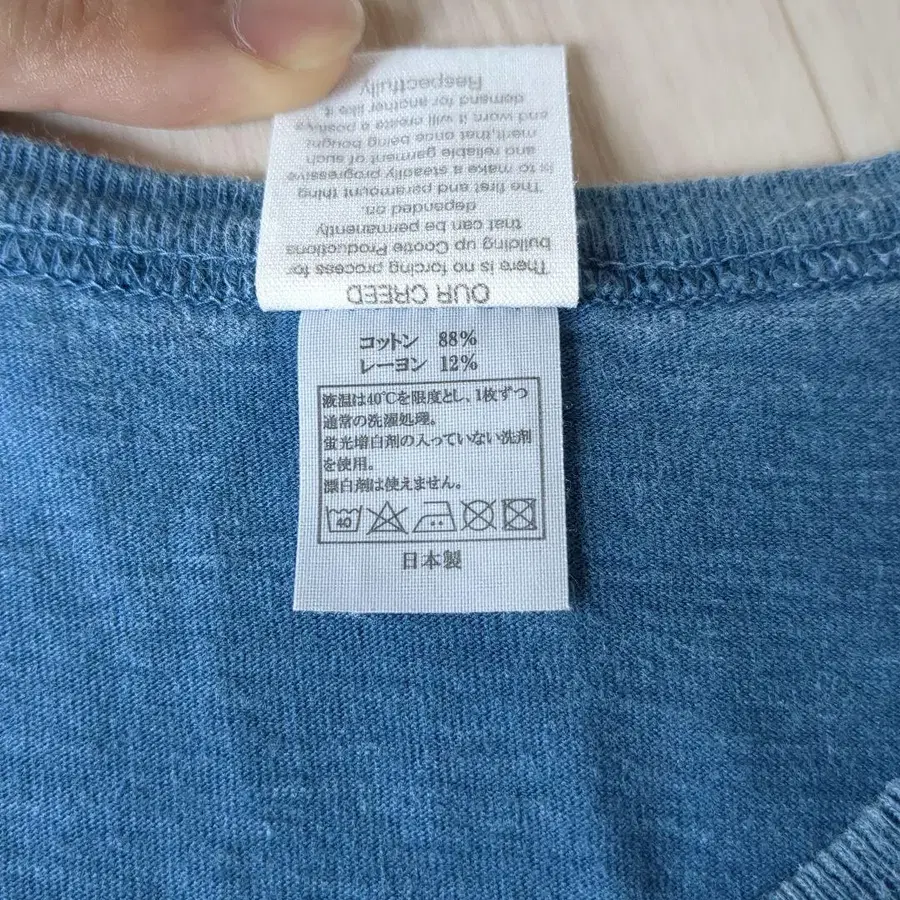 OUR CREED
There is no forcing process for
building up Cootie Productions
that can be permanently
depended on.
The first and paramount thing
is to make a steadily progressive
and reliable garment of such
merit,that once being bought
and worn it will create a positive
demand for another like it.
Respectfully
コットン 88%
レーヨン 12%
液温は40℃を限度とし、1枚ずつ
通常の洗濯処理。
蛍光増白剤の入っていない洗剤
を使用。
漂白剤は使えません。
40
日本製